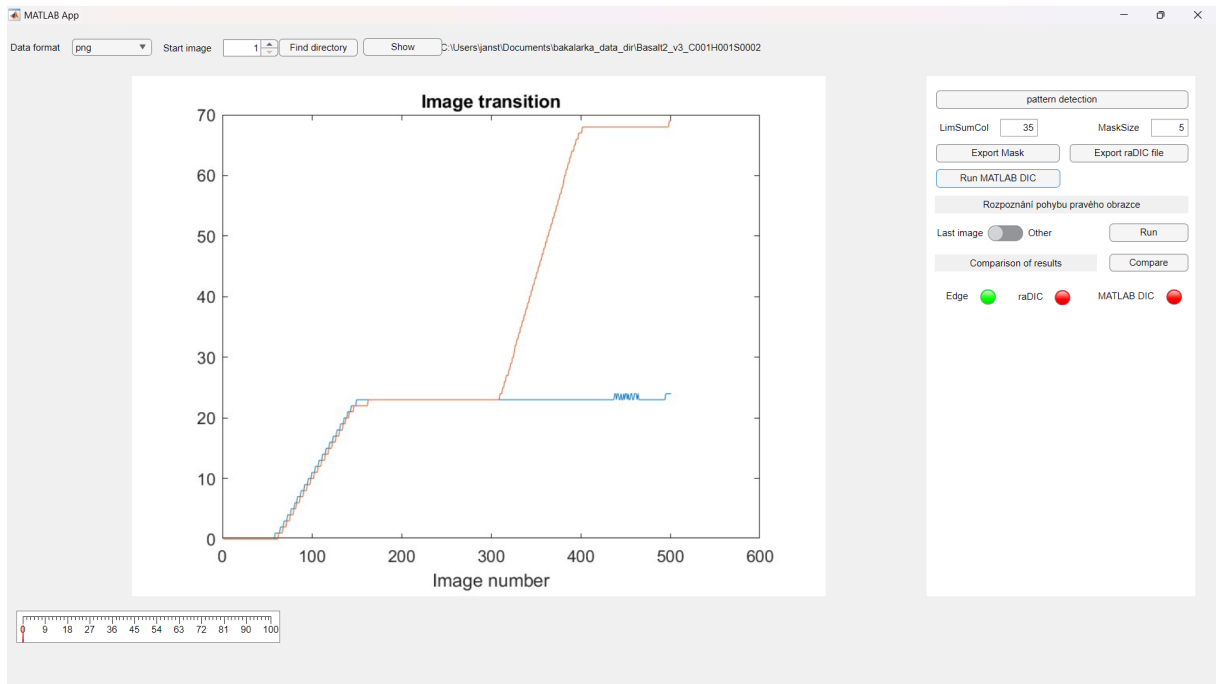 MATLAB App
Data format png Start image 1 Find directory Show C:\Users\janst\Documents\bakalarka_data_dir\Basalt2_v3_C001H001S0002
Image transition
70
60
50
40
30
20
10
0
0 100 200 300 400 500 600
Image number
pattern detection
LimSumCol 35 MaskSize 5
Export Mask Export raDIC file
Run MATLAB DIC
Rozpoznání pohybu pravého obrazce
Last image Other Run
Comparison of results Compare
Edge raDIC MATLAB DIC
0 9 18 27 36 45 54 63 72 81 90 100